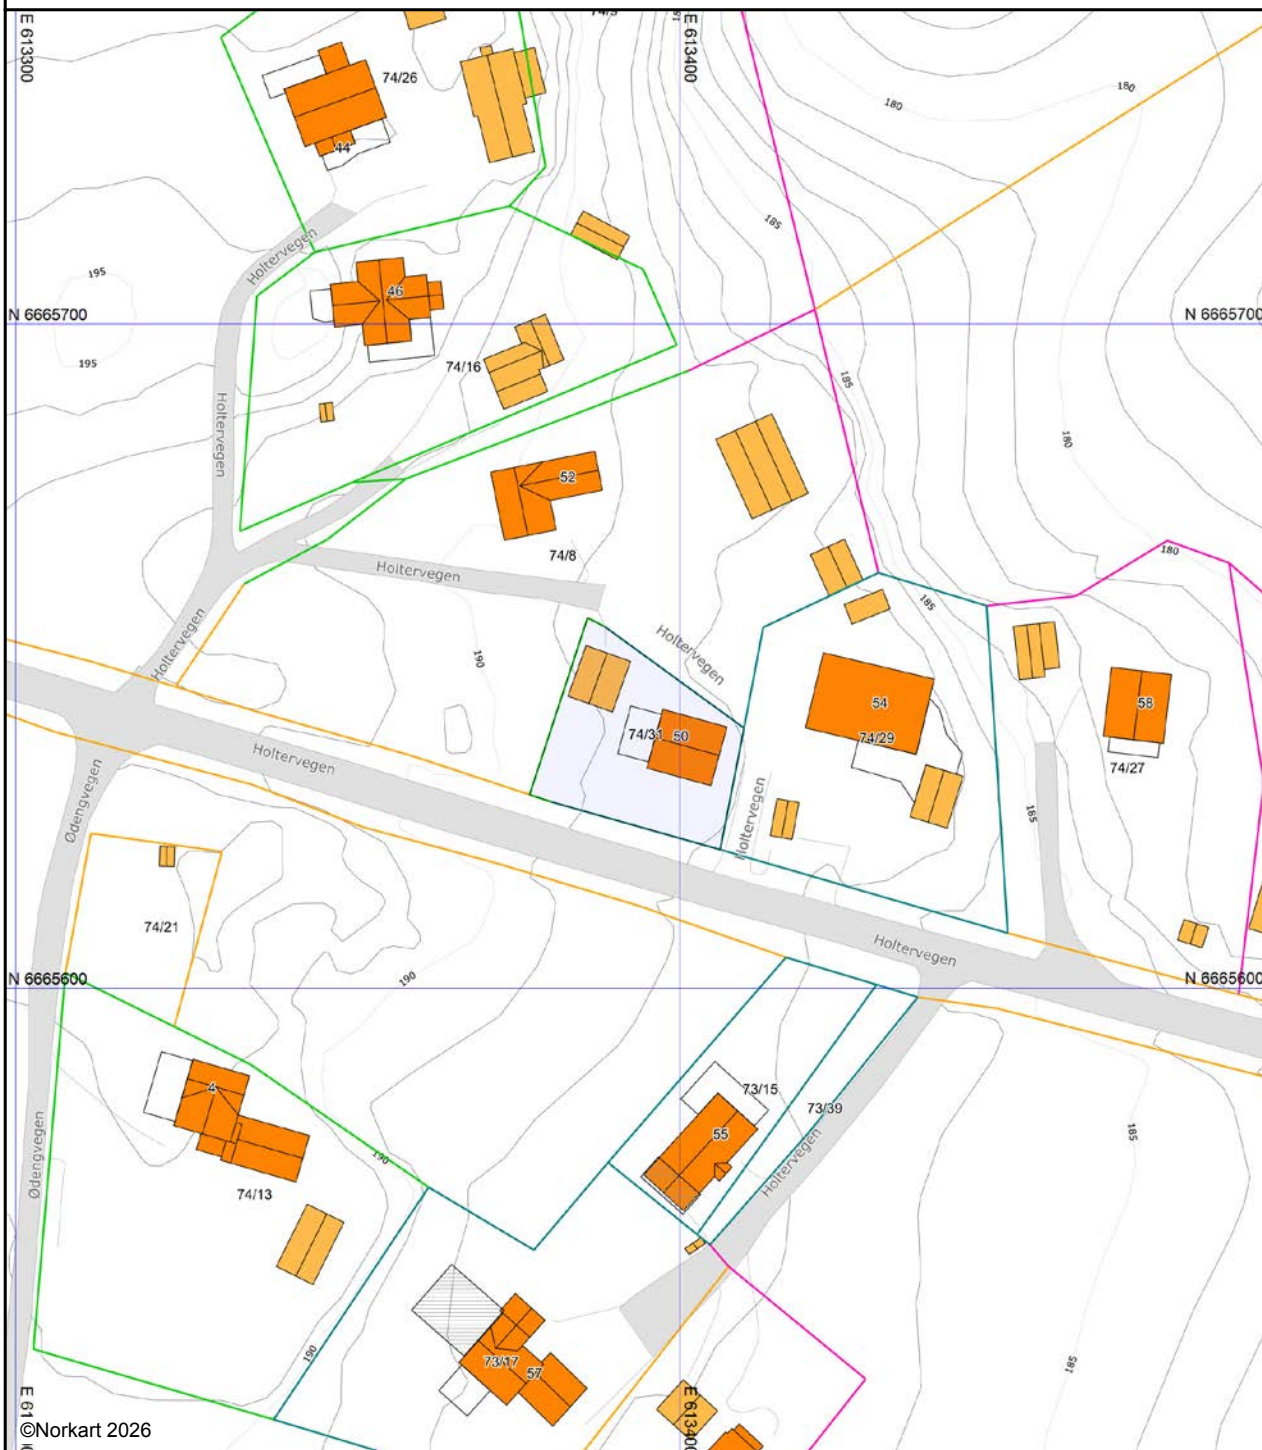 E 613300
E 613400
74/26
44
180
180
185
Holtervegen
195
46
N 6665700
N 6665700
195
74/16
185
Holtervegen
180
52
74/8
180
Holtervegen
185
Holtervegen
Holtervegen
190
54
58
74/31
50
74/29
Holtervegen
74/27
Ødengvegen
Holtervegen
185
74/21
Holtervegen
N 6665600
190
N 6665600
4
73/15
73/39
55
185
190
Holtervegen
Ødengvegen
74/13
190
73/17
57
185
E 613400
©Norkart 2026